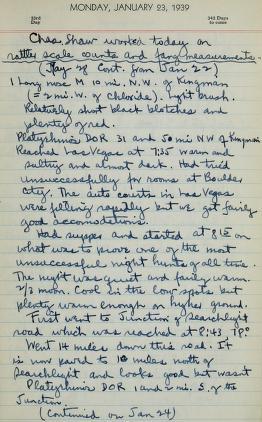 MONDAY, JANUARY 23, 1939
23rd Day
342 Days to come
Chas Shaw worked today on
rattler scale counts and fang measurements.
(Aug 28 Cont. from Jan 22)
1 Long nose M 10 mi. N.W. of Kingman
(= 2 mi. W. of Chloride). Light brush.
Relatively short black blotches and
plenty of red.
Platyrhinus DOR 31 and 50 mi N W of Kingman
Reached Las Vegas at 7:35 warm and
sultry and almost dark. Had tried
unsuccessfully for rooms at Boulder
City. The auto courts in Las Vegas
were filling rapidly but we got fairly
good accomodations.
Had supper and started at 8 15 on
what was to prove one of the most
unsuccessful night hunts of all time.
The night was quiet and fairly warm.
2/3 moon. Cool in the low spots but
plenty warm enough on higher ground.
First went to Junction of Searchlight
road which was reached at 8:43 78°
Went 14 miles down this road. It
is now paved to 10 miles north of
Searchlight and looks good but wasn't
Platyrhinus DOR 1 and 2 mi. S. of the
Junction.
(Continued on Jan 24)